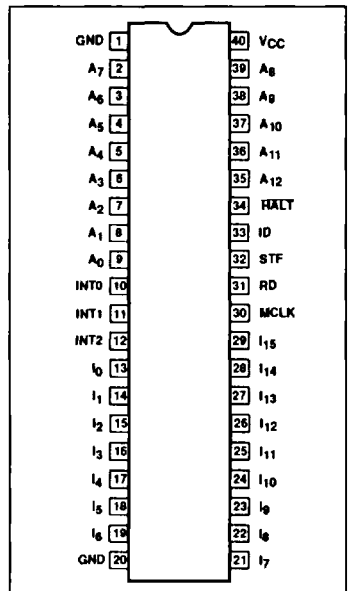 GND 1 40 VCC
A7 2 39 A8
A6 3 38 A9
A5 4 37 A10
A4 5 36 A11
A3 6 35 A12
A2 7 34 HALT
A1 8 33 ID
A0 9 32 STF
INT0 10 31 RD
INT1 11 30 MCLK
INT2 12 29 I15
I0 13 28 I14
I1 14 27 I13
I2 15 26 I12
I3 16 25 I11
I4 17 24 I10
I5 18 23 I9
I6 19 22 I8
GND 20 21 I7